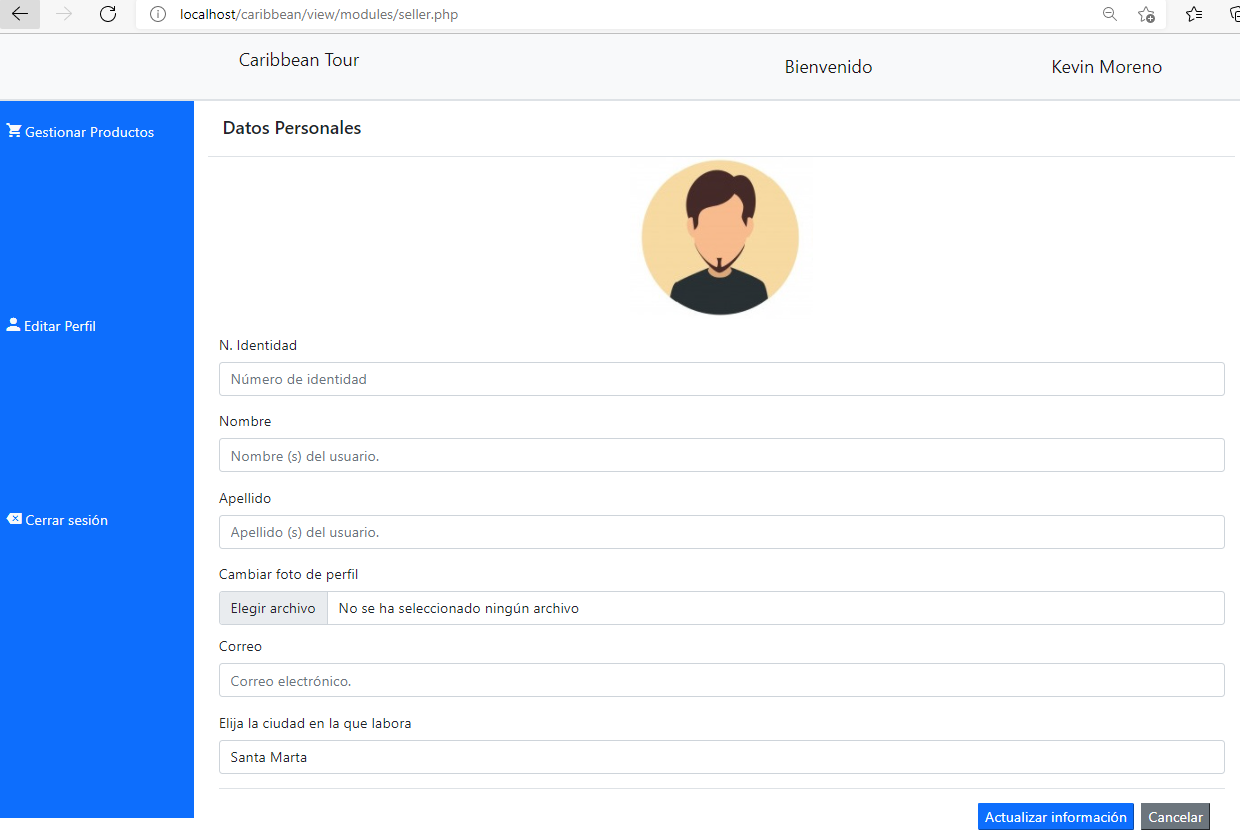 localhost/caribbean/view/modules/seller.php
Caribbean Tour
Bienvenido
Kevin Moreno
Gestionar Productos
Editar Perfil
Cerrar sesión
Datos Personales
N. Identidad
Número de identidad
Nombre
Nombre (s) del usuario.
Apellido
Apellido (s) del usuario.
Cambiar foto de perfil
Elegir archivo No se ha seleccionado ningún archivo
Correo
Correo electrónico.
Elija la ciudad en la que labora
Santa Marta
Actualizar información Cancelar